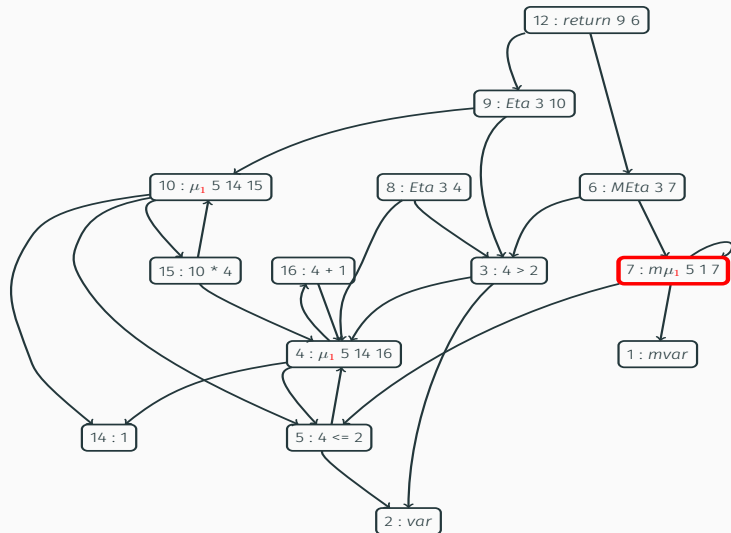 12 : return 9 6
9 : Eta 3 10
10 : μ₁ 5 14 15
8 : Eta 3 4
6 : MEta 3 7
15 : 10 * 4
16 : 4 + 1
3 : 4 > 2
7 : mμ₁ 5 1 7
4 : μ₁ 5 14 16
1 : mvar
14 : 1
5 : 4 <= 2
2 : var